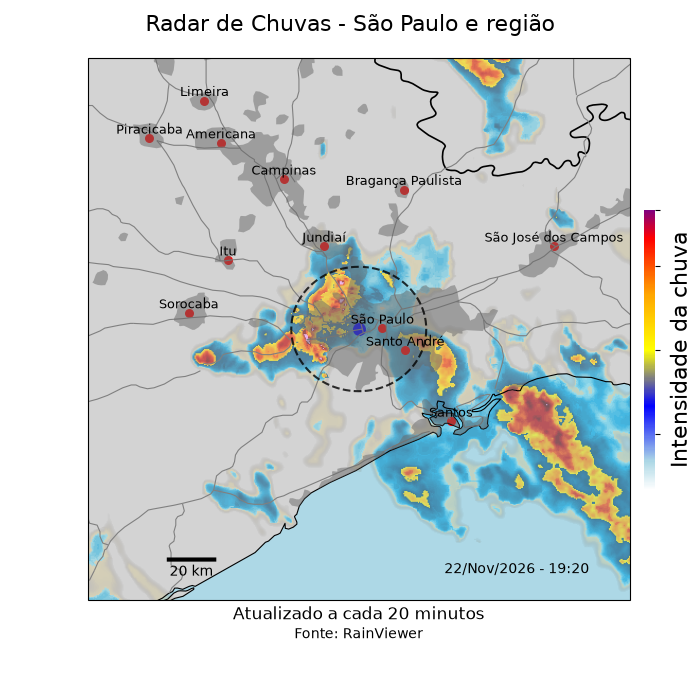 Radar de Chuvas - São Paulo e região
Limeira
Piracicaba
Americana
Campinas
Bragança Paulista
Jundiaí
São José dos Campos
Itu
Sorocaba
São Paulo
Santo André
Santos
Intensidade da chuva
20 km
22/Nov/2026 - 19:20
Atualizado a cada 20 minutos
Fonte: RainViewer